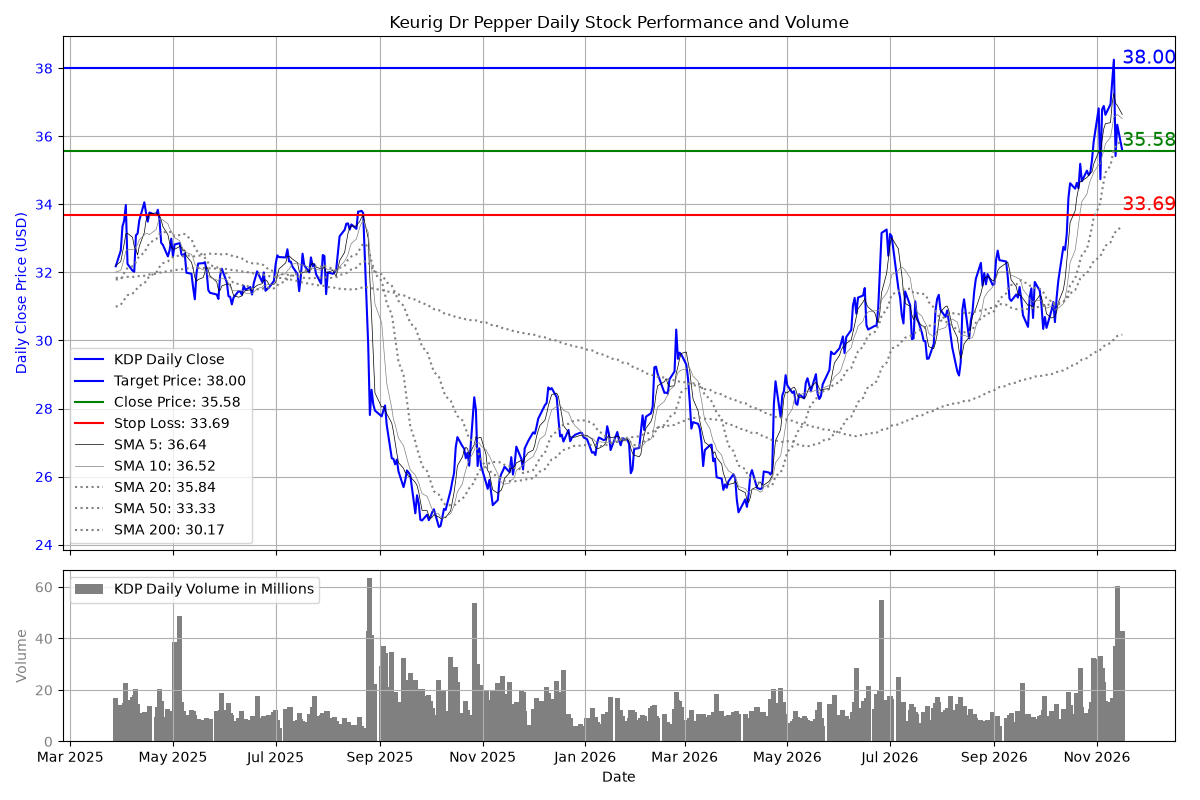 Keurig Dr Pepper Daily Stock Performance and Volume
Daily Close Price (USD)
38
36
34
32
30
28
26
24
38.00
35.58
33.69
KDP Daily Close
Target Price: 38.00
Close Price: 35.58
Stop Loss: 33.69
SMA 5: 36.64
SMA 10: 36.52
SMA 20: 35.84
SMA 50: 33.33
SMA 200: 30.17
Volume
60
40
20
0
KDP Daily Volume in Millions
Mar 2025 May 2025 Jul 2025 Sep 2025 Nov 2025 Jan 2026 Mar 2026 May 2026 Jul 2026 Sep 2026 Nov 2026
Date